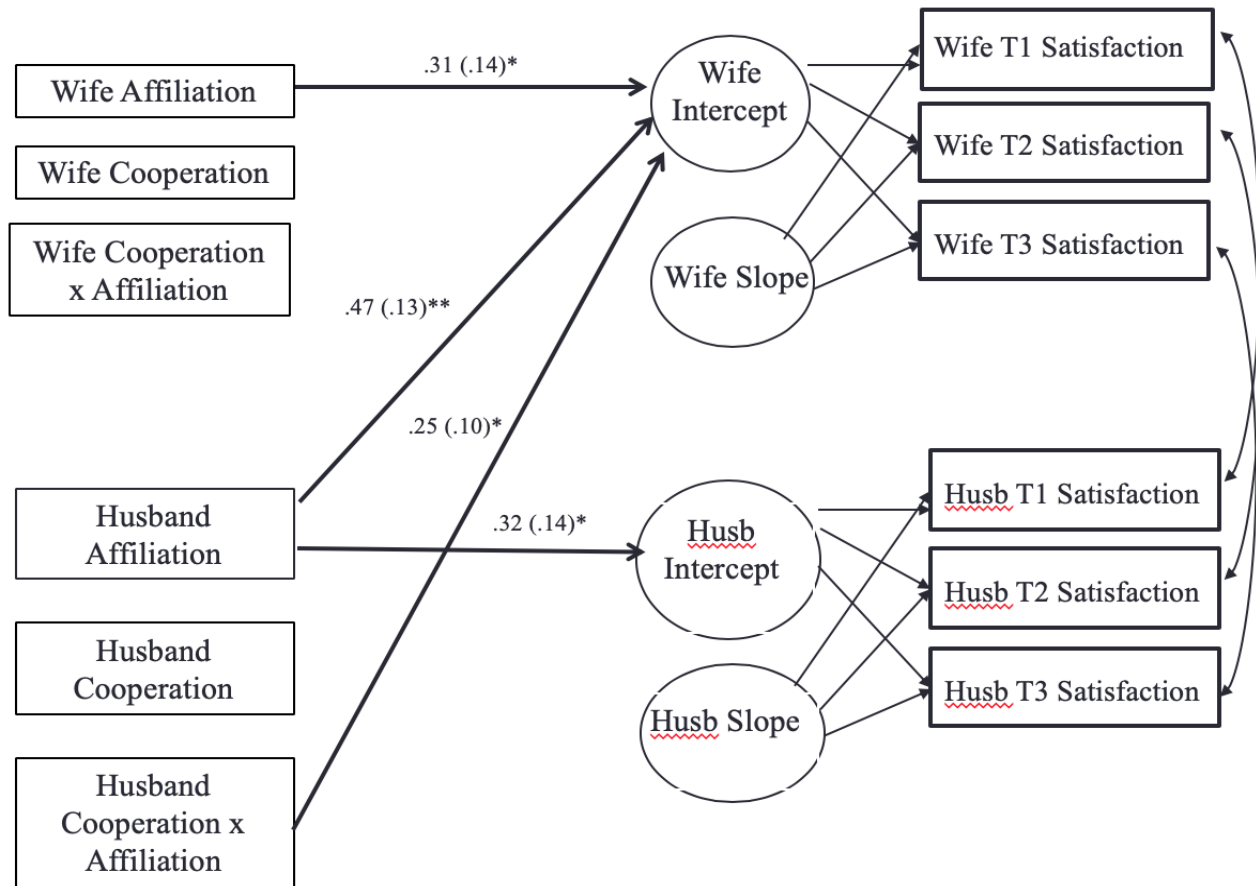 Wife Affiliation
Wife Cooperation
Wife Cooperation
x Affiliation
Husband
Affiliation
Husband
Cooperation
Husband
Cooperation x
Affiliation
.31 (.14)*
.47 (.13)**
.25 (.10)*
.32 (.14)*
Wife
Intercept
Wife Slope
Husb
Intercept
Husb Slope
Wife T1 Satisfaction
Wife T2 Satisfaction
Wife T3 Satisfaction
Husb T1 Satisfaction
Husb T2 Satisfaction
Husb T3 Satisfaction